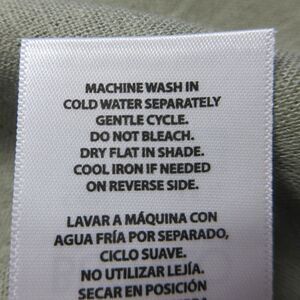 MACHINE WASH IN
COLD WATER SEPARATELY
GENTLE CYCLE.
DO NOT BLEACH.
DRY FLAT IN SHADE.
COOL IRON IF NEEDED
ON REVERSE SIDE.
LAVAR A MÁQUINA CON
AGUA FRÍA POR SEPARADO,
CICLO SUAVE.
NO UTILIZAR LEJÍA.
SECAR EN POSICIÓN